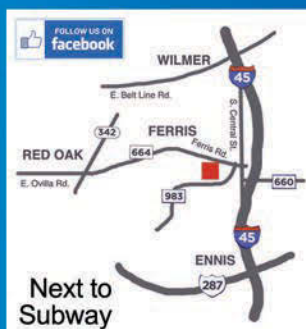 FOLLOW US ON
facebook
WILMER
45
E. Belt Line Rd.
S. Central St.
342
FERRIS
RED OAK
664
Ferris Rd.
E. Ovilla Rd.
983
660
45
ENNIS
287
Next to
Subway